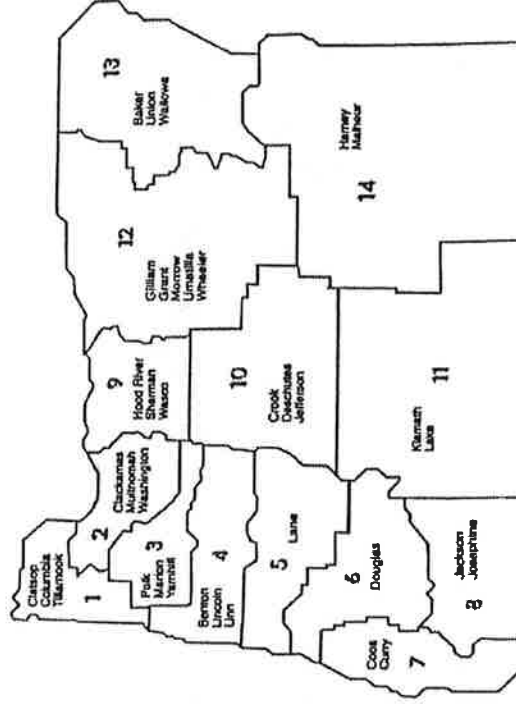 Clatsop
Columbia
Tillamook
1
2
Clackamas
Multnomah
Washington
3
Polk
Marion
Yamhill
4
Benton
Lincoln
Linn
5
Lane
6
Douglas
7
Coos
Curry
8
Jackson
Josephine
9
Hood River
Sherman
Wasco
10
Crook
Deschutes
Jefferson
11
Klamath
Lake
12
Gilliam
Grant
Morrow
Umatilla
Wheeler
13
Baker
Union
Wallowa
14
Harney
Malheur